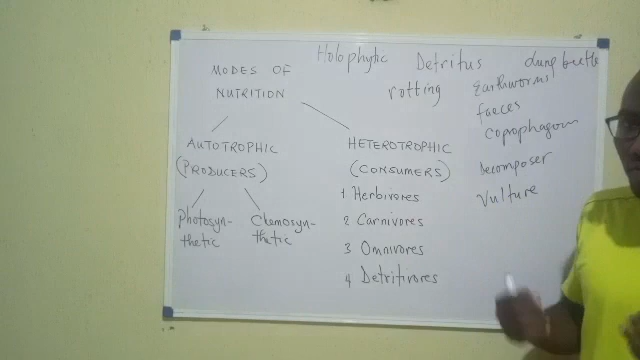 Holophytic Detritus dung beetle
MODES OF
NUTRITION
rotting
Earthworms
faeces
coprophagous
decomposer
Vulture
AUTOTROPHIC
(PRODUCERS)
Photosyn-
thetic
Chemosyn-
thetic
HETEROTROPHIC
(CONSUMERS)
1 Herbivores
2 Carnivores
3 Omnivores
4 Detritivores